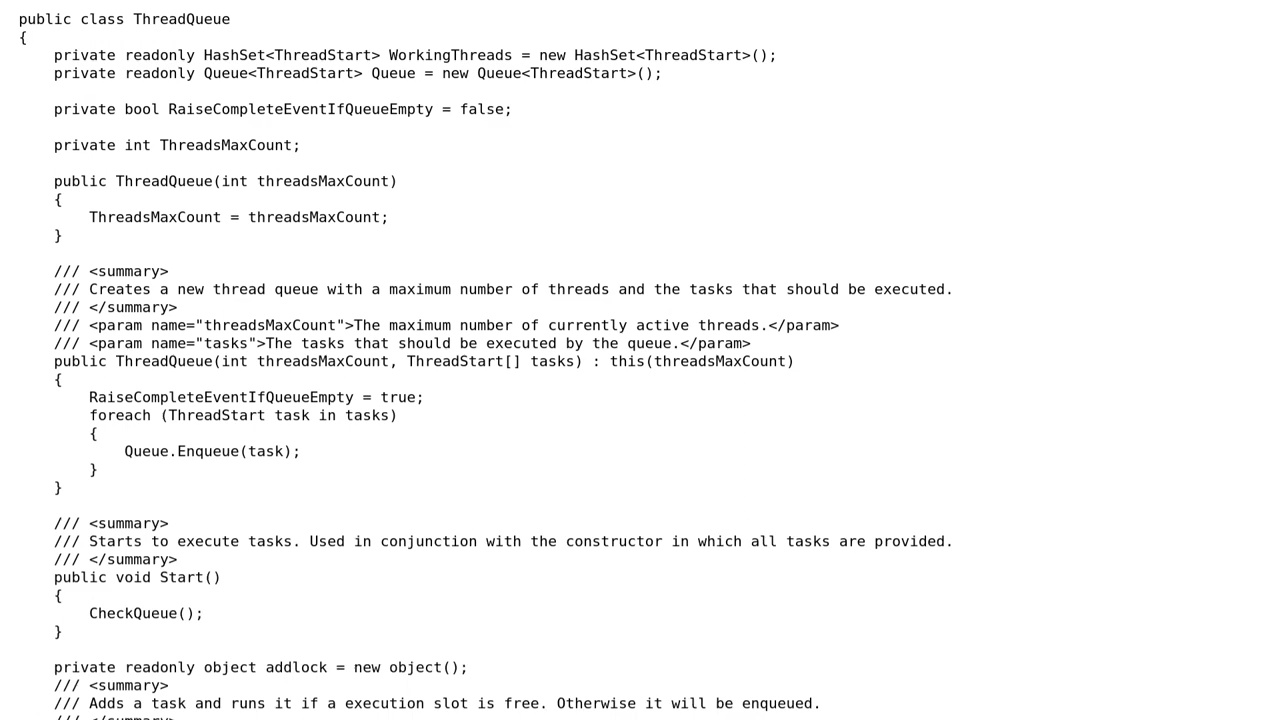 public class ThreadQueue
{
    private readonly HashSet<ThreadStart> WorkingThreads = new HashSet<ThreadStart>();
    private readonly Queue<ThreadStart> Queue = new Queue<ThreadStart>();

    private bool RaiseCompleteEventIfQueueEmpty = false;

    private int ThreadsMaxCount;

    public ThreadQueue(int threadsMaxCount)
    {
        ThreadsMaxCount = threadsMaxCount;
    }

    /// <summary>
    /// Creates a new thread queue with a maximum number of threads and the tasks that should be executed.
    /// </summary>
    /// <param name="threadsMaxCount">The maximum number of currently active threads.</param>
    /// <param name="tasks">The tasks that should be executed by the queue.</param>
    public ThreadQueue(int threadsMaxCount, ThreadStart[] tasks) : this(threadsMaxCount)
    {
        RaiseCompleteEventIfQueueEmpty = true;
        foreach (ThreadStart task in tasks)
        {
            Queue.Enqueue(task);
        }
    }

    /// <summary>
    /// Starts to execute tasks. Used in conjunction with the constructor in which all tasks are provided.
    /// </summary>
    public void Start()
    {
        CheckQueue();
    }

    private readonly object addlock = new object();
    /// <summary>
    /// Adds a task and runs it if a execution slot is free. Otherwise it will be enqueued.
    /// </summary>